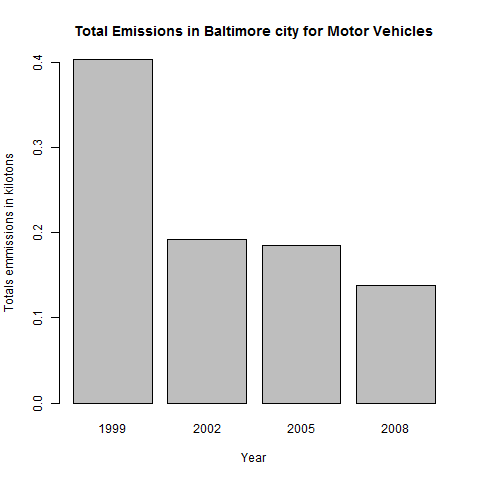 Total Emissions in Baltimore city for Motor Vehicles
Totals emmissions in kilotons
0.4
0.3
0.2
0.1
0.0
1999 2002 2005 2008
Year